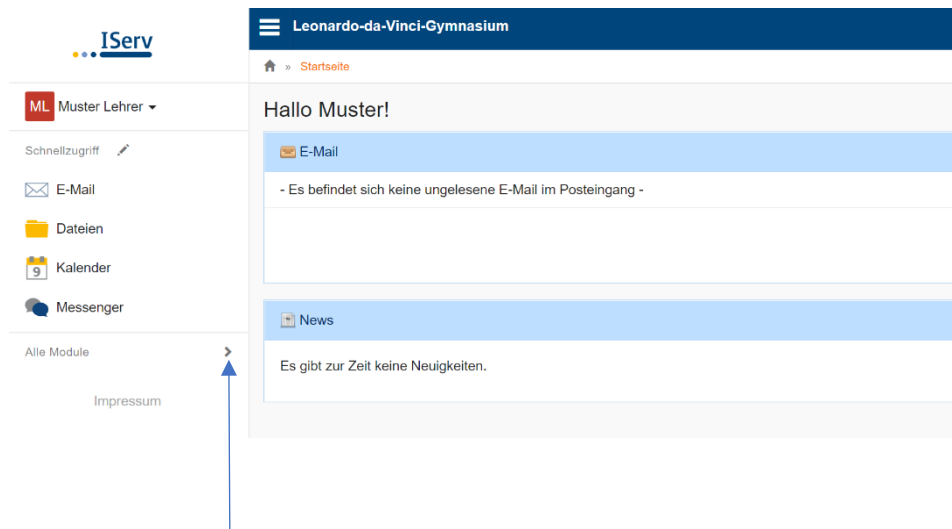 IServ
Leonardo-da-Vinci-Gymnasium
» Startseite
ML Muster Lehrer
Schnellzugriff
E-Mail
Dateien
9 Kalender
Messenger
Alle Module
Impressum
Hallo Muster!
E-Mail
- Es befindet sich keine ungelesene E-Mail im Posteingang -
News
Es gibt zur Zeit keine Neuigkeiten.